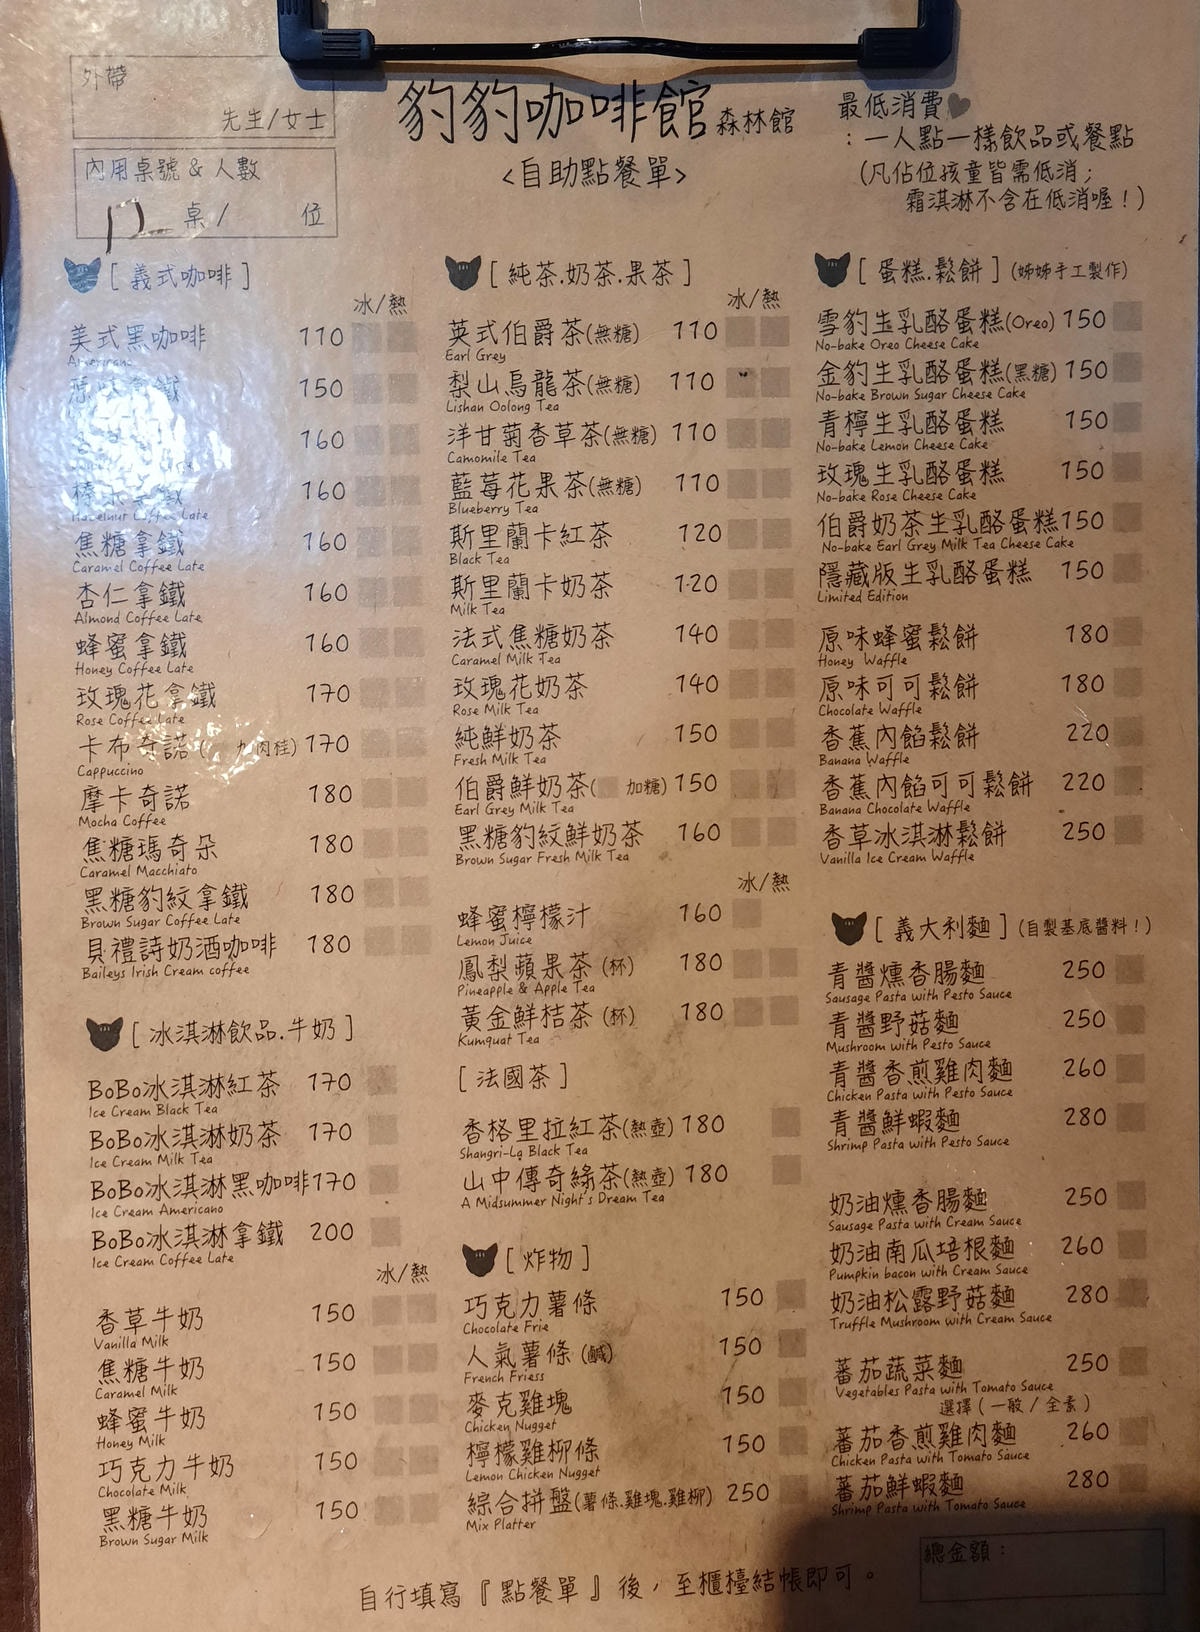 外帶
先生/女士
內用桌號 & 人數
12 桌 / 位
豹豹咖啡館 森林館
<自助點餐單>
最低消費
：一人點一樣飲品或餐點
(凡佔位孩童皆需低消；
霜淇淋不含在低消喔！)
[ 義式咖啡 ]
冰/熱
美式黑咖啡 110
Americano
原味拿鐵 150
160
榛果拿鐵 160
Hazelnut Coffee Late
焦糖拿鐵 160
Caramel Coffee Late
杏仁拿鐵 160
Almond Coffee Late
蜂蜜拿鐵 160
Honey Coffee Late
玫瑰花拿鐵 170
Rose Coffee Late
卡布奇諾 ( 加肉桂) 170
Cappuccino
摩卡奇諾 180
Mocha Coffee
焦糖瑪奇朵 180
Caramel Macchiato
黑糖豹紋拿鐵 180
Brown Sugar Coffee Late
貝禮詩奶酒咖啡 180
Baileys Irish Cream coffee
[ 冰淇淋飲品.牛奶 ]
BoBo冰淇淋紅茶 170
Ice Cream Black Tea
BoBo冰淇淋奶茶 170
Ice Cream Milk Tea
BoBo冰淇淋黑咖啡 170
Ice Cream Americano
BoBo冰淇淋拿鐵 200
Ice Cream Coffee Late
冰/熱
香草牛奶 150
Vanilla Milk
焦糖牛奶 150
Caramel Milk
蜂蜜牛奶 150
Honey Milk
巧克力牛奶 150
Chocolate Milk
黑糖牛奶 150
Brown Sugar Milk
[ 純茶.奶茶.果茶 ]
冰/熱
英式伯爵茶(無糖) 110
Earl Grey
梨山烏龍茶(無糖) 110
Lishan Oolong Tea
洋甘菊香草茶(無糖) 110
Camomile Tea
藍莓花果茶(無糖) 110
Blueberry Tea
斯里蘭卡紅茶 120
Black Tea
斯里蘭卡奶茶 120
Milk Tea
法式焦糖奶茶 140
Caramel Milk Tea
玫瑰花奶茶 140
Rose Milk Tea
純鮮奶茶 150
Fresh Milk Tea
伯爵鮮奶茶( 加糖) 150
Earl Grey Milk Tea
黑糖豹紋鮮奶茶 160
Brown Sugar Fresh Milk Tea
冰/熱
蜂蜜檸檬汁 160
Lemon Juice
鳳梨蘋果茶 (杯) 180
Pineapple & Apple Tea
黃金鮮桔茶 (杯) 180
Kumquat Tea
[ 法國茶 ]
香格里拉紅茶(熱壺) 180
Shangri-La Black Tea
山中傳奇綠茶(熱壺) 180
A Midsummer Night's Dream Tea
[ 炸物 ]
巧克力薯條 150
Chocolate Frie
人氣薯條 (鹹) 150
French Friess
麥克雞塊 150
Chicken Nugget
檸檬雞柳條 150
Lemon Chicken Nugget
綜合拼盤(薯條.雞塊.雞柳) 250
Mix Platter
[ 蛋糕.鬆餅 ] (姊姊手工製作)
雪豹生乳酪蛋糕(Oreo) 150
No-bake Oreo Cheese Cake
金豹生乳酪蛋糕(黑糖) 150
No-bake Brown Sugar Cheese Cake
青檸生乳酪蛋糕 150
No-bake Lemon Cheese Cake
玫瑰生乳酪蛋糕 150
No-bake Rose Cheese Cake
伯爵奶茶生乳酪蛋糕 150
No-bake Earl Grey Milk Tea Cheese Cake
隱藏版生乳酪蛋糕 150
Limited Edition
原味蜂蜜鬆餅 180
Honey Waffle
原味可可鬆餅 180
Chocolate Waffle
香蕉內餡鬆餅 220
Banana Waffle
香蕉內餡可可鬆餅 220
Banana Chocolate Waffle
香草冰淇淋鬆餅 250
Vanilla Ice Cream Waffle
[ 義大利麵 ] (自製基底醬料！)
青醬燻香腸麵 250
Sausage Pasta with Pesto Sauce
青醬野菇麵 250
Mushroom with Pesto Sauce
青醬香煎雞肉麵 260
Chicken Pasta with Pesto Sauce
青醬鮮蝦麵 280
Shrimp Pasta with Pesto Sauce
奶油燻香腸麵 250
Sausage Pasta with Cream Sauce
奶油南瓜培根麵 260
Pumpkin bacon with Cream Sauce
奶油松露野菇麵 280
Truffle Mushroom with Cream Sauce
蕃茄蔬菜麵 250
Vegetables Pasta with Tomato Sauce
選擇 ( 一般 / 全素 )
蕃茄香煎雞肉麵 260
Chicken Pasta with Tomato Sauce
蕃茄鮮蝦麵 280
Shrimp Pasta with Tomato Sauce
總金額：
自行填寫『 點餐單 』後，至櫃檯結帳即可。